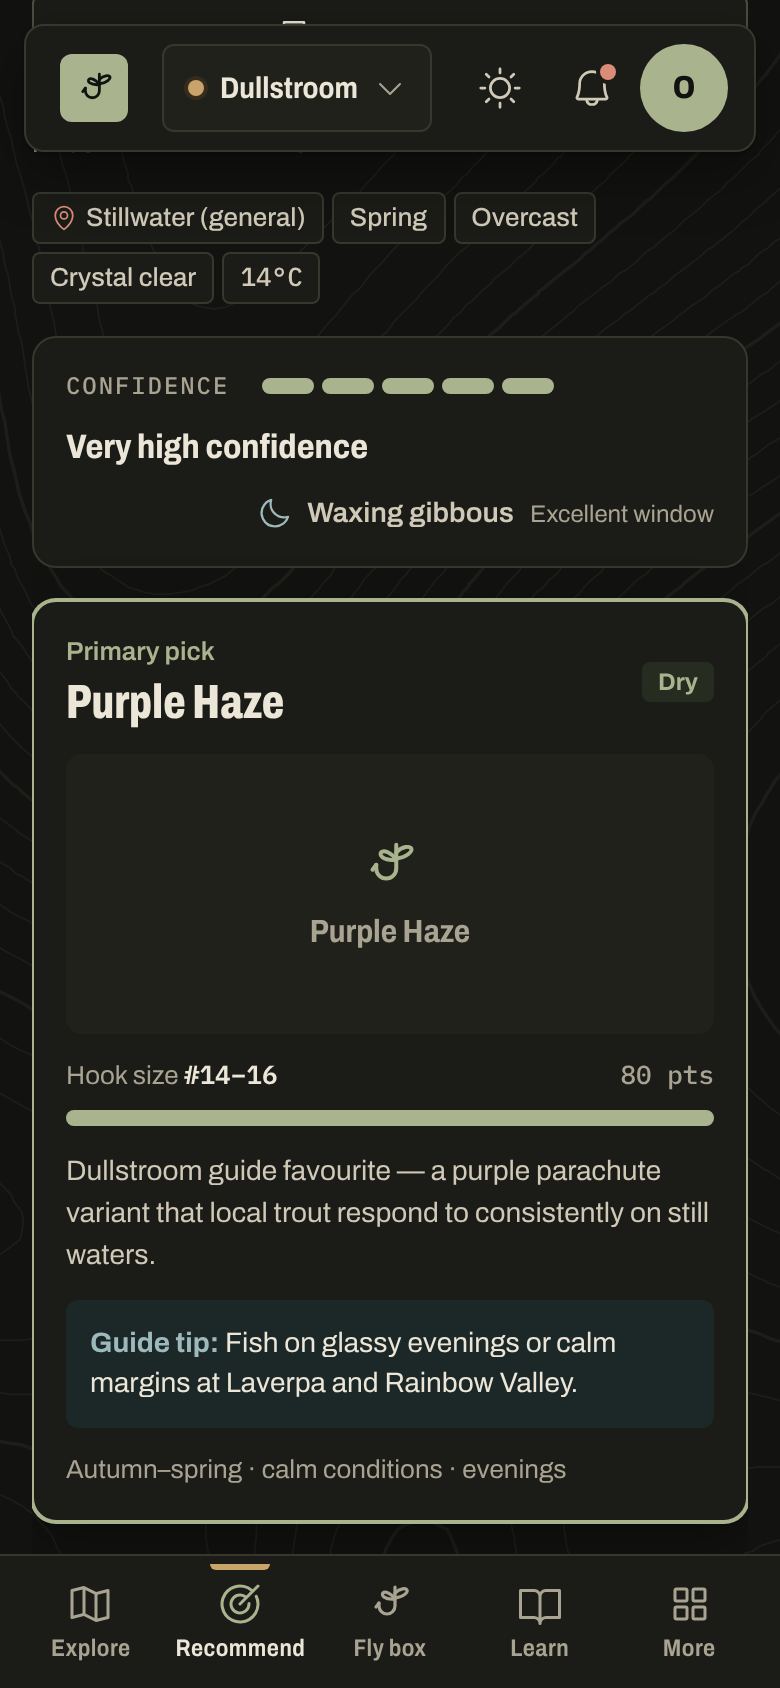 Dullstroom
O
Stillwater (general)
Spring
Overcast
Crystal clear
14°C
CONFIDENCE
Very high confidence
Waxing gibbous Excellent window
Primary pick
Purple Haze
Dry
Purple Haze
Hook size #14–16
80 pts
Dullstroom guide favourite — a purple parachute
variant that local trout respond to consistently on still
waters.
Guide tip: Fish on glassy evenings or calm
margins at Laverpa and Rainbow Valley.
Autumn–spring · calm conditions · evenings
Explore
Recommend
Fly box
Learn
More